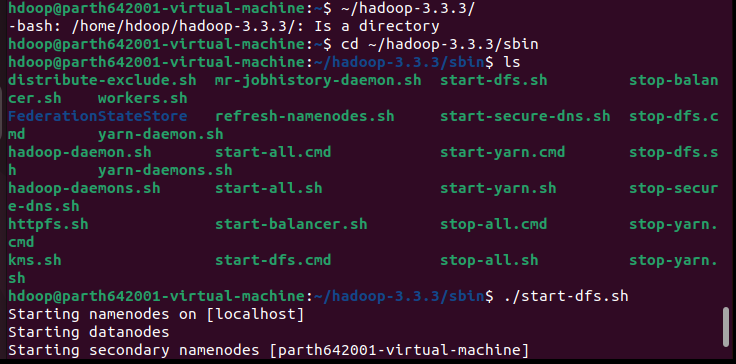 hdoop@parth642001-virtual-machine:~$ ~/hadoop-3.3.3/
-bash: /home/hdoop/hadoop-3.3.3/: Is a directory
hdoop@parth642001-virtual-machine:~$ cd ~/hadoop-3.3.3/sbin
hdoop@parth642001-virtual-machine:~/hadoop-3.3.3/sbin$ ls
distribute-exclude.sh  mr-jobhistory-daemon.sh  start-dfs.sh         stop-balan
cer.sh    workers.sh
FederationStateStore   refresh-namenodes.sh     start-secure-dns.sh  stop-dfs.c
md        yarn-daemon.sh
hadoop-daemon.sh       start-all.cmd            start-yarn.cmd       stop-dfs.s
h         yarn-daemons.sh
hadoop-daemons.sh      start-all.sh             start-yarn.sh        stop-secur
e-dns.sh
httpfs.sh              start-balancer.sh        stop-all.cmd         stop-yarn.
cmd
kms.sh                 start-dfs.cmd            stop-all.sh          stop-yarn.
sh
hdoop@parth642001-virtual-machine:~/hadoop-3.3.3/sbin$ ./start-dfs.sh
Starting namenodes on [localhost]
Starting datanodes
Starting secondary namenodes [parth642001-virtual-machine]